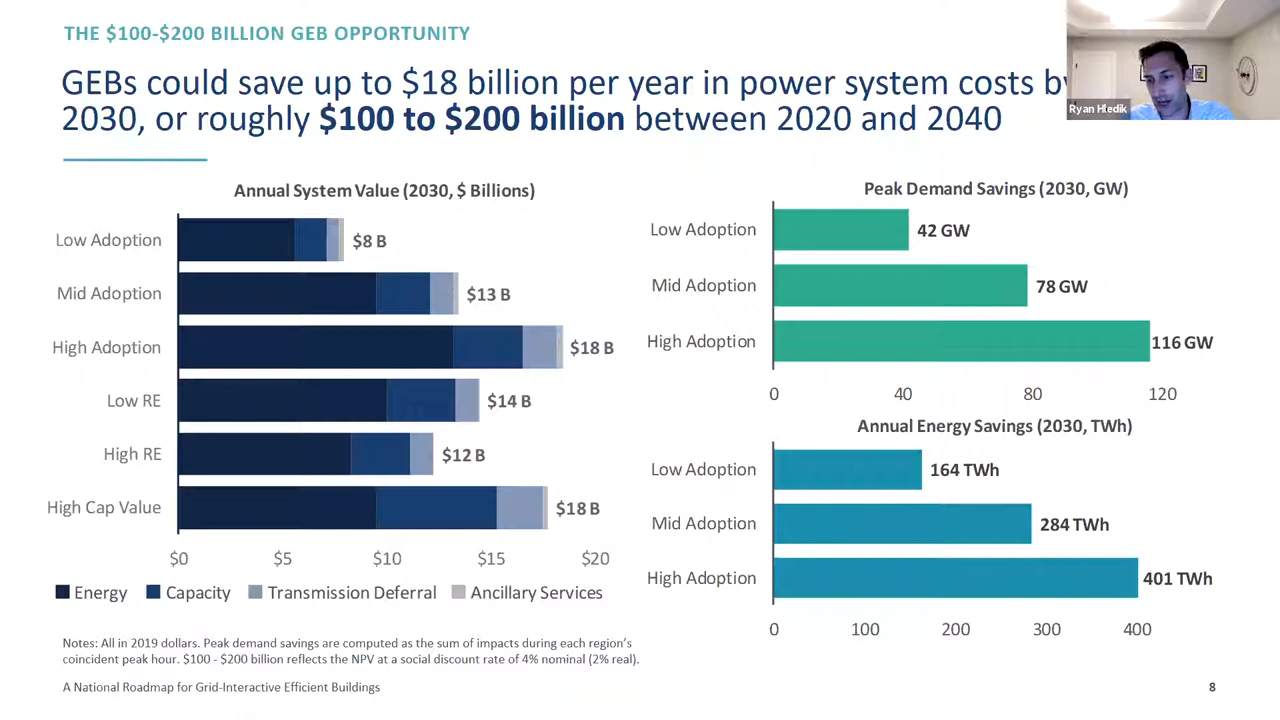 THE $100-$200 BILLION GEB OPPORTUNITY
GEBs could save up to $18 billion per year in power system costs by
2030, or roughly $100 to $200 billion between 2020 and 2040
Ryan Hledik
Annual System Value (2030, $ Billions)
Low Adoption
$8 B
Mid Adoption
$13 B
High Adoption
$18 B
Low RE
$14 B
High RE
$12 B
High Cap Value
$18 B
$0 $5 $10 $15 $20
Energy Capacity Transmission Deferral Ancillary Services
Peak Demand Savings (2030, GW)
Low Adoption
42 GW
Mid Adoption
78 GW
High Adoption
116 GW
0 40 80 120
Annual Energy Savings (2030, TWh)
Low Adoption
164 TWh
Mid Adoption
284 TWh
High Adoption
401 TWh
0 100 200 300 400
Notes: All in 2019 dollars. Peak demand savings are computed as the sum of impacts during each region's
coincident peak hour. $100 - $200 billion reflects the NPV at a social discount rate of 4% nominal (2% real).
A National Roadmap for Grid-Interactive Efficient Buildings
8